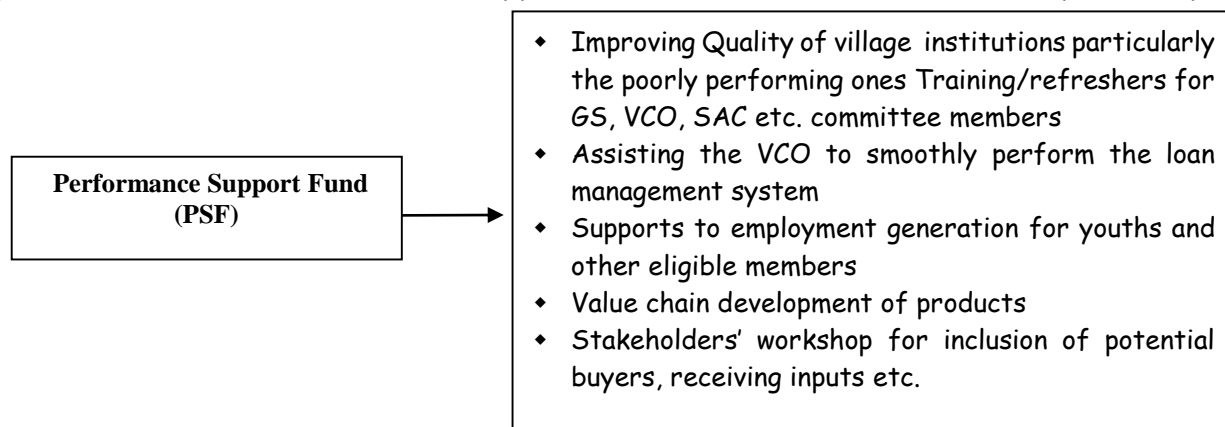 Performance Support Fund
(PSF)
◆ Improving Quality of village institutions particularly
the poorly performing ones Training/refreshers for
GS, VCO, SAC etc. committee members
◆ Assisting the VCO to smoothly perform the loan
management system
◆ Supports to employment generation for youths and
other eligible members
◆ Value chain development of products
◆ Stakeholders’ workshop for inclusion of potential
buyers, receiving inputs etc.